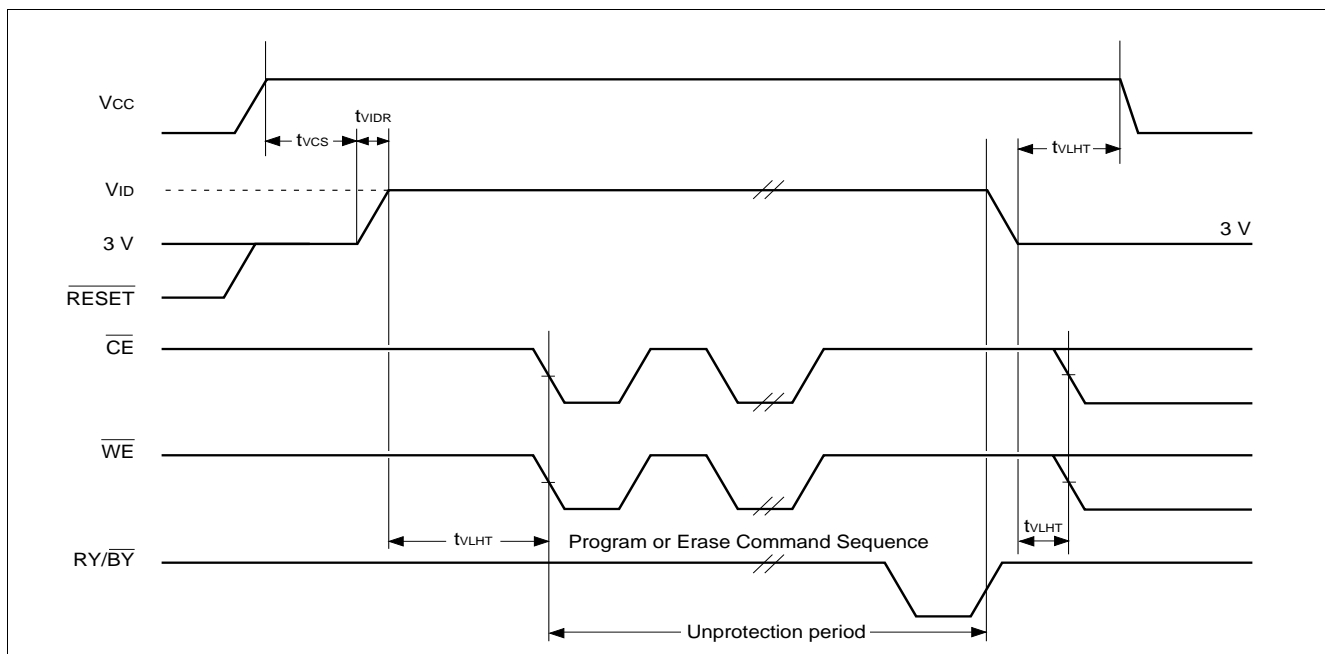 VCC
tVIDR
tVCS
tVLHT
VID
3 V
3 V
RESET
CE
WE
tVLHT
Program or Erase Command Sequence
tVLHT
RY/BY
Unprotection period